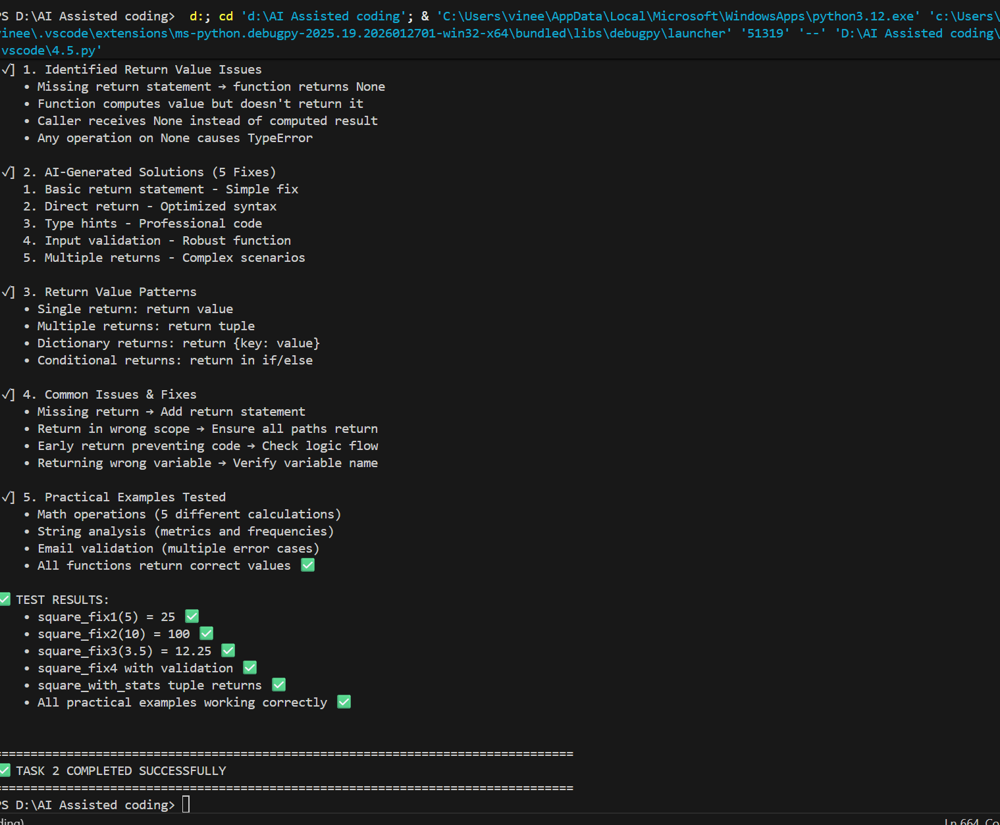 PS D:\AI Assisted coding>  d:; cd 'd:\AI Assisted coding'; & 'C:\Users\vinee\AppData\Local\Microsoft\WindowsApps\python3.12.exe' 'c:\Users\
vinee\.vscode\extensions\ms-python.debugpy-2025.19.2026012701-win32-x64\bundled\libs\debugpy\launcher' '51319' '--' 'D:\AI Assisted coding\
vscode\4.5.py'
√] 1. Identified Return Value Issues
• Missing return statement → function returns None
• Function computes value but doesn't return it
• Caller receives None instead of computed result
• Any operation on None causes TypeError
√] 2. AI-Generated Solutions (5 Fixes)
1. Basic return statement - Simple fix
2. Direct return - Optimized syntax
3. Type hints - Professional code
4. Input validation - Robust function
5. Multiple returns - Complex scenarios
√] 3. Return Value Patterns
• Single return: return value
• Multiple returns: return tuple
• Dictionary returns: return {key: value}
• Conditional returns: return in if/else
√] 4. Common Issues & Fixes
• Missing return → Add return statement
• Return in wrong scope → Ensure all paths return
• Early return preventing code → Check logic flow
• Returning wrong variable → Verify variable name
√] 5. Practical Examples Tested
• Math operations (5 different calculations)
• String analysis (metrics and frequencies)
• Email validation (multiple error cases)
• All functions return correct values ✅
✅ TEST RESULTS:
• square_fix1(5) = 25 ✅
• square_fix2(10) = 100 ✅
• square_fix3(3.5) = 12.25 ✅
• square_fix4 with validation ✅
• square_with_stats tuple returns ✅
• All practical examples working correctly ✅
===============================================================================
✅ TASK 2 COMPLETED SUCCESSFULLY
===============================================================================
PS D:\AI Assisted coding>
ding)
Ln 664, Co